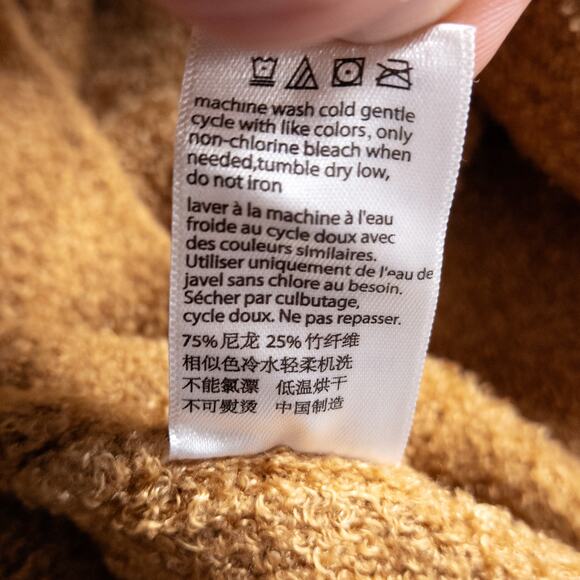 machine wash cold gentle
cycle with like colors, only
non-chlorine bleach when
needed,tumble dry low,
do not iron
laver à la machine à l'eau
froide au cycle doux avec
des couleurs similaires.
Utiliser uniquement de l'eau de
javel sans chlore au besoin.
Sécher par culbutage,
cycle doux. Ne pas repasser.
75% 尼龙 25% 竹纤维
相似色冷水轻柔机洗
不能氯漂 低温烘干
不可熨烫 中国制造